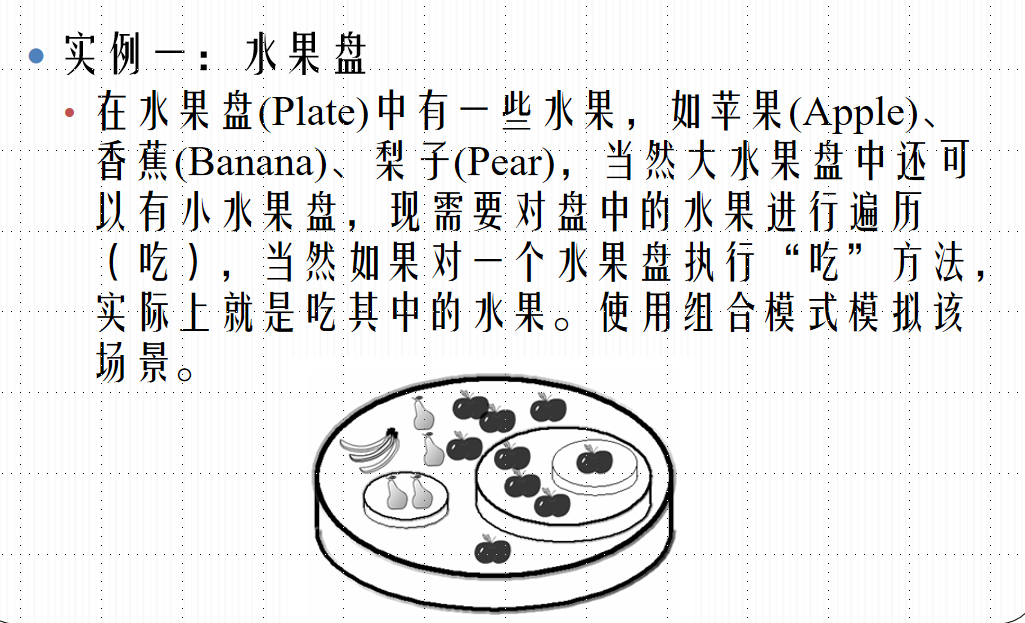 实例一：水果盘
在水果盘(Plate)中有一些水果，如苹果(Apple)、
香蕉(Banana)、梨子(Pear)，当然大水果盘中还可
以有小水果盘，现需要对盘中的水果进行遍历
（吃），当然如果对一个水果盘执行“吃”方法，
实际上就是吃其中的水果。使用组合模式模拟该
场景。